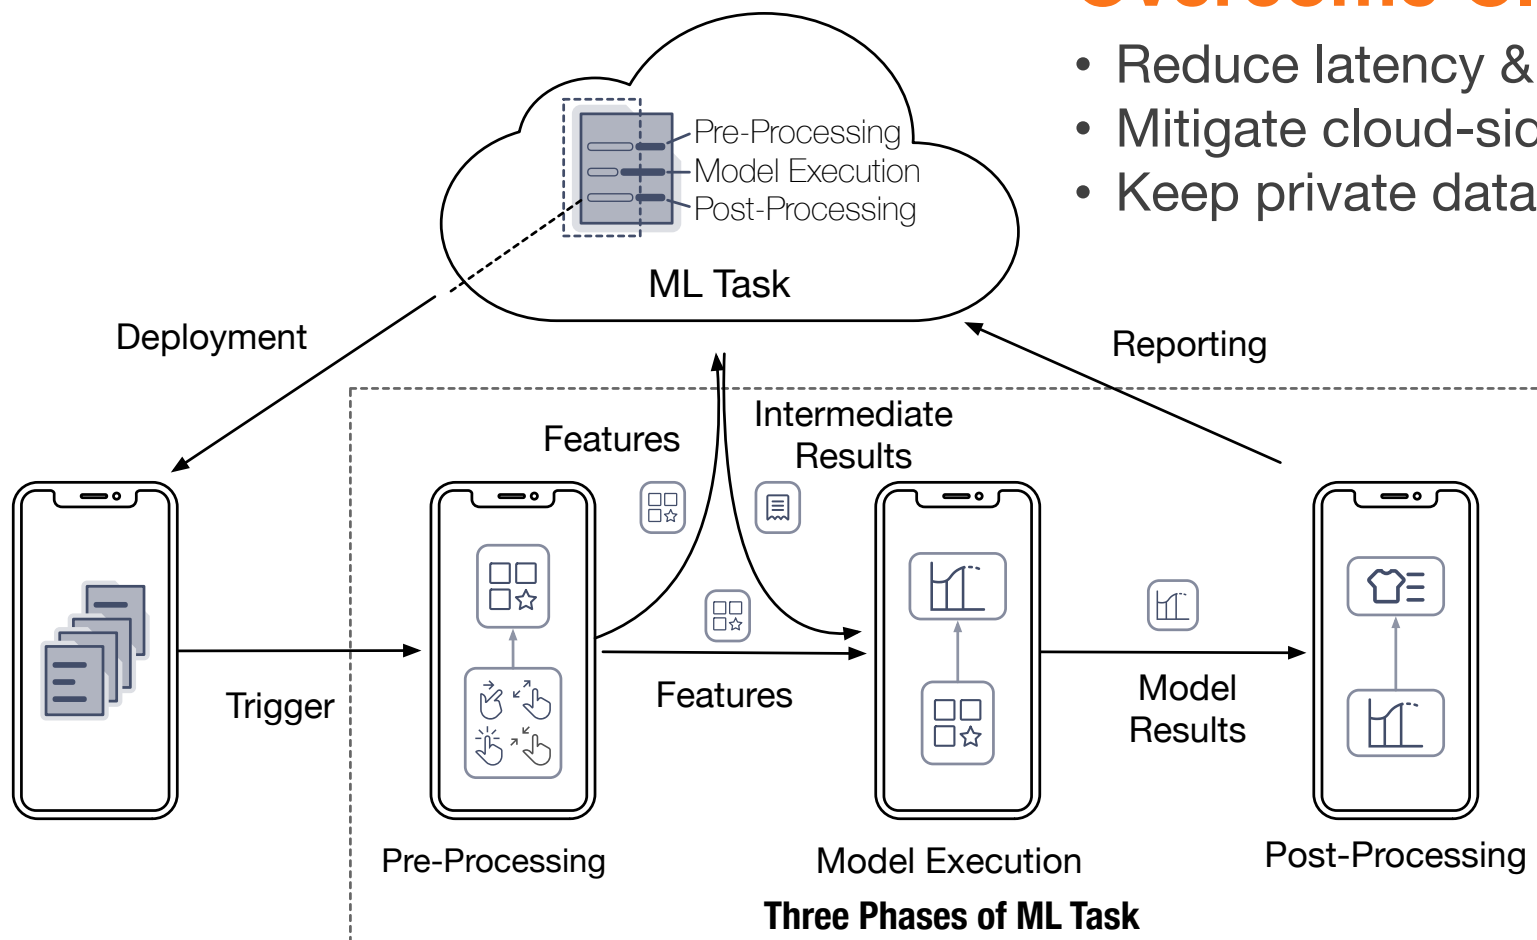 • Reduce latency &
• Mitigate cloud-sid
• Keep private data
Pre-Processing
Model Execution
Post-Processing
ML Task
Deployment
Reporting
Features
Intermediate
Results
Trigger
Features
Model
Results
Pre-Processing
Model Execution
Post-Processing
Three Phases of ML Task